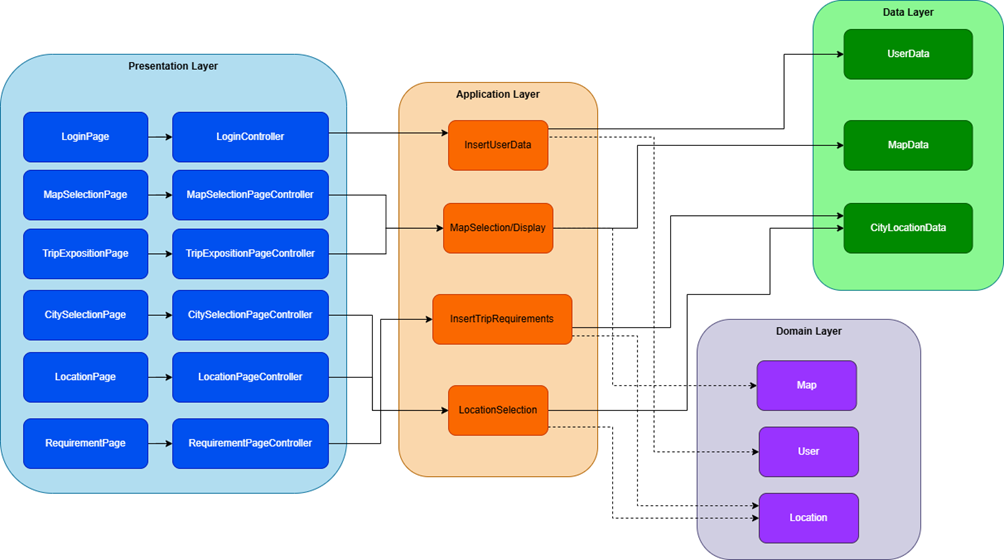 Presentation Layer
LoginPage
LoginController
MapSelectionPage
MapSelectionPageController
TripExpositionPage
TripExpositionPageController
CitySelectionPage
CitySelectionPageController
LocationPage
LocationPageController
RequirementPage
RequirementPageController
Application Layer
InsertUserData
MapSelection/Display
InsertTripRequirements
LocationSelection
Data Layer
UserData
MapData
CityLocationData
Domain Layer
Map
User
Location